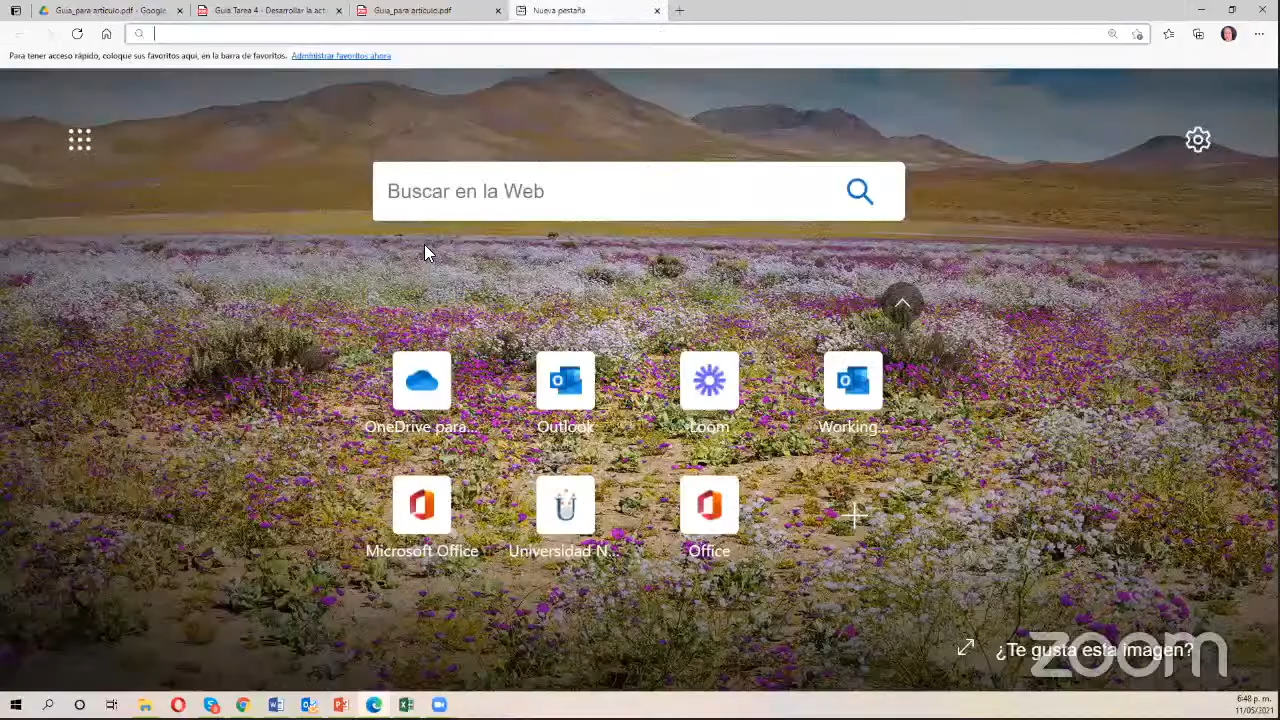 Guia_para articulo.pdf - Google
Guia Tarea 4 - Desarrollar la act
Guia_para articulo.pdf
Nueva pestaña
Para tener acceso rápido, coloque sus favoritos aquí, en la barra de favoritos. Administrar favoritos ahora
Buscar en la Web
OneDrive para...
Outlook
Loom
Working...
Microsoft Office
Universidad N...
Office
¿Te gusta esta imagen?
zoom
6:48 p. m.
11/05/2021